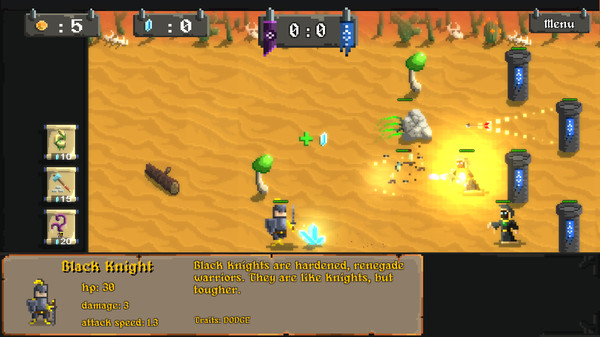 : 5
: 0
0:0
Menu
10
15
20
Black Knight
hp: 30
damage: 3
attack speed: 1.3
Black Knights are hardened, renegade
warriors. They are like knights, but
tougher.
Traits: DODGE